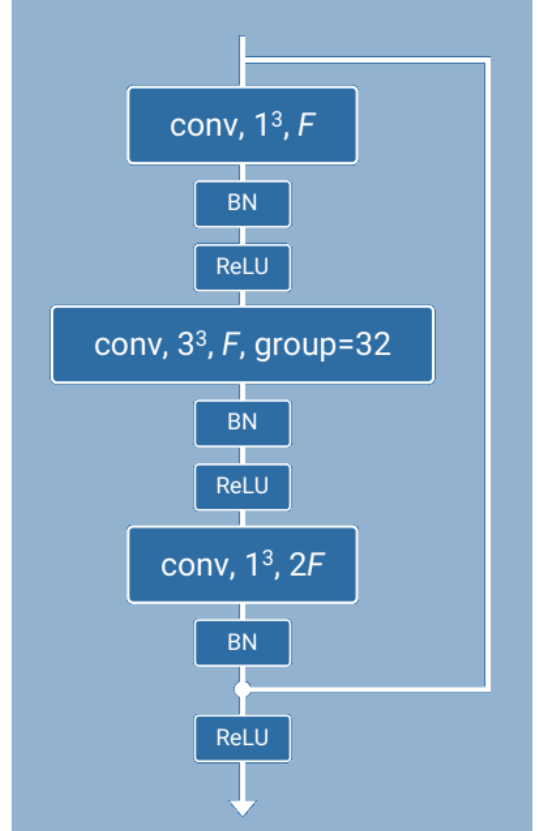 conv, 1³, F
BN
ReLU
conv, 3³, F, group=32
BN
ReLU
conv, 1³, 2F
BN
ReLU